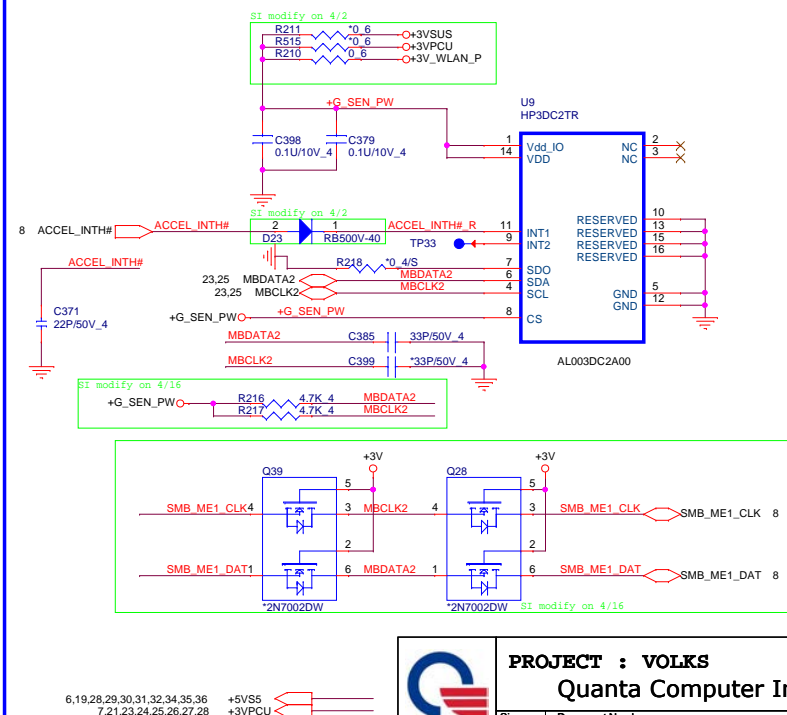 SI modify on 4/2
R211 *0_6 +3VSUS
R515 *0_6 +3VPCU
R210 0_6 +3V_WLAN_P
+G_SEN_PW
C398
0.1U/10V_4
C379
0.1U/10V_4
U9
HP3DC2TR
1 Vdd_IO
14 VDD
NC 2
NC 3
RESERVED 10
RESERVED 13
RESERVED 15
RESERVED 16
11 INT1
9 INT2
7 SDO
6 SDA
4 SCL
8 CS
GND 5
GND 12
AL003DC2A00
SI modify on 4/2
8 ACCEL_INTH# ACCEL_INTH# 2 1 ACCEL_INTH#_R
D23 RB500V-40
TP33
R218 *0_4/S
23,25 MBDATA2 MBDATA2
23,25 MBCLK2 MBCLK2
ACCEL_INTH#
C371
22P/50V_4
+G_SEN_PW +G_SEN_PW
MBDATA2 C385 33P/50V_4
MBCLK2 C399 *33P/50V_4
SI modify on 4/16
+G_SEN_PW R216 4.7K_4 MBDATA2
R217 4.7K_4 MBCLK2
+3V +3V
Q39 Q28
5 5
SMB_ME1_CLK 4 3 MBCLK2 4 3 SMB_ME1_CLK SMB_ME1_CLK 8
2 2
SMB_ME1_DAT 1 6 MBDATA2 1 6 SMB_ME1_DAT SMB_ME1_DAT 8
*2N7002DW *2N7002DW SI modify on 4/16
PROJECT : VOLKS
Quanta Computer
6,19,28,29,30,31,32,34,35,36 +5VS5
7,21,23,24,25,26,27,28 +3VPCU